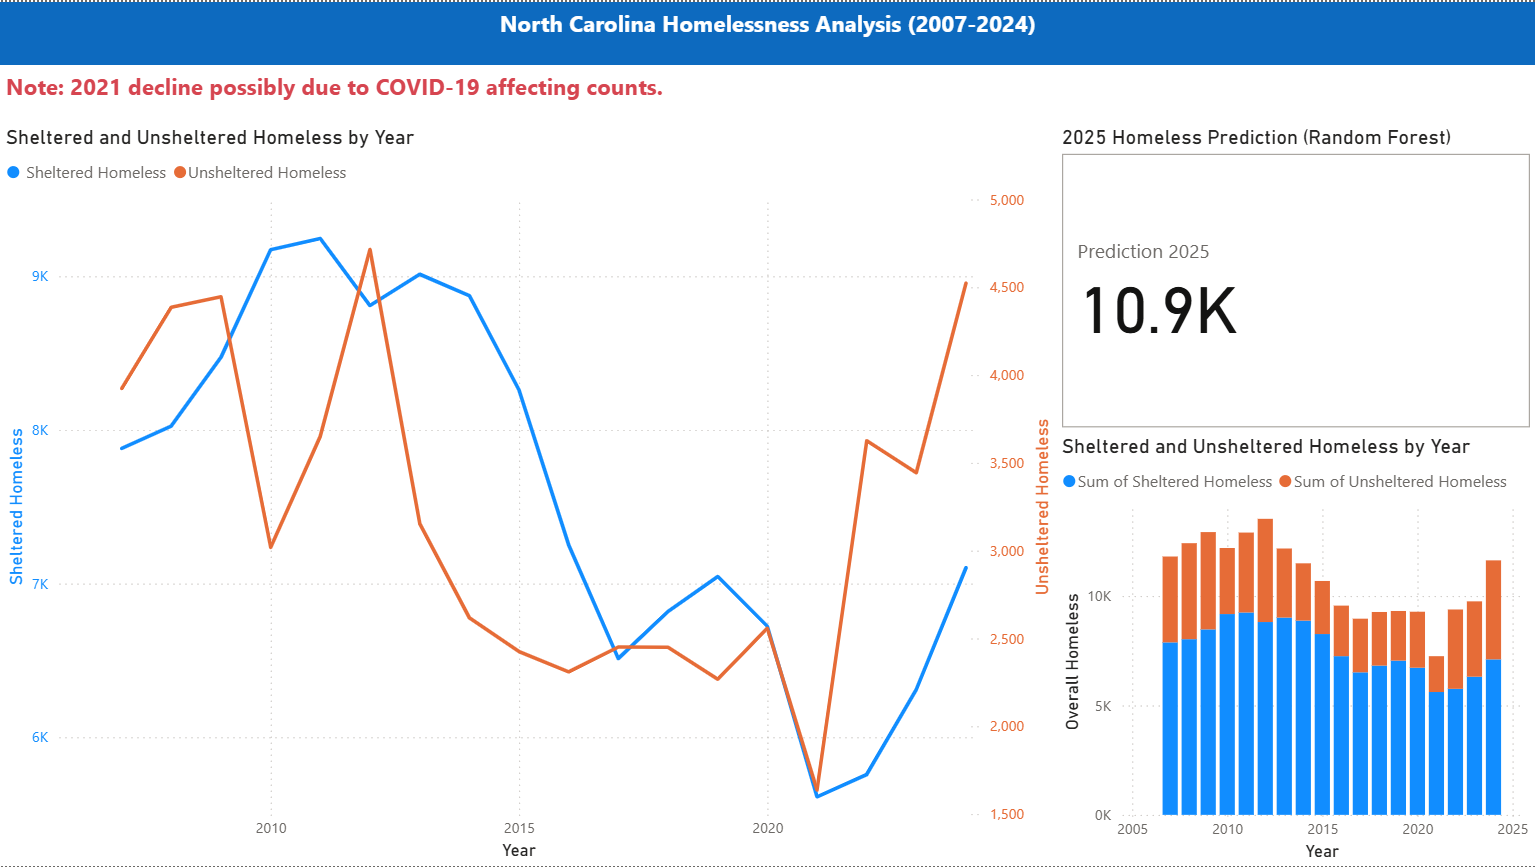 North Carolina Homelessness Analysis (2007-2024)
Note: 2021 decline possibly due to COVID-19 affecting counts.
Sheltered and Unsheltered Homeless by Year
Sheltered Homeless Unsheltered Homeless
9K
8K
7K
6K
Sheltered Homeless
5,000
4,500
4,000
3,500
3,000
2,500
2,000
1,500
Unsheltered Homeless
2010 2015 2020
Year
2025 Homeless Prediction (Random Forest)
Prediction 2025
10.9K
Sheltered and Unsheltered Homeless by Year
Sum of Sheltered Homeless Sum of Unsheltered Homeless
10K
5K
0K
Overall Homeless
2005 2010 2015 2020 2025
Year